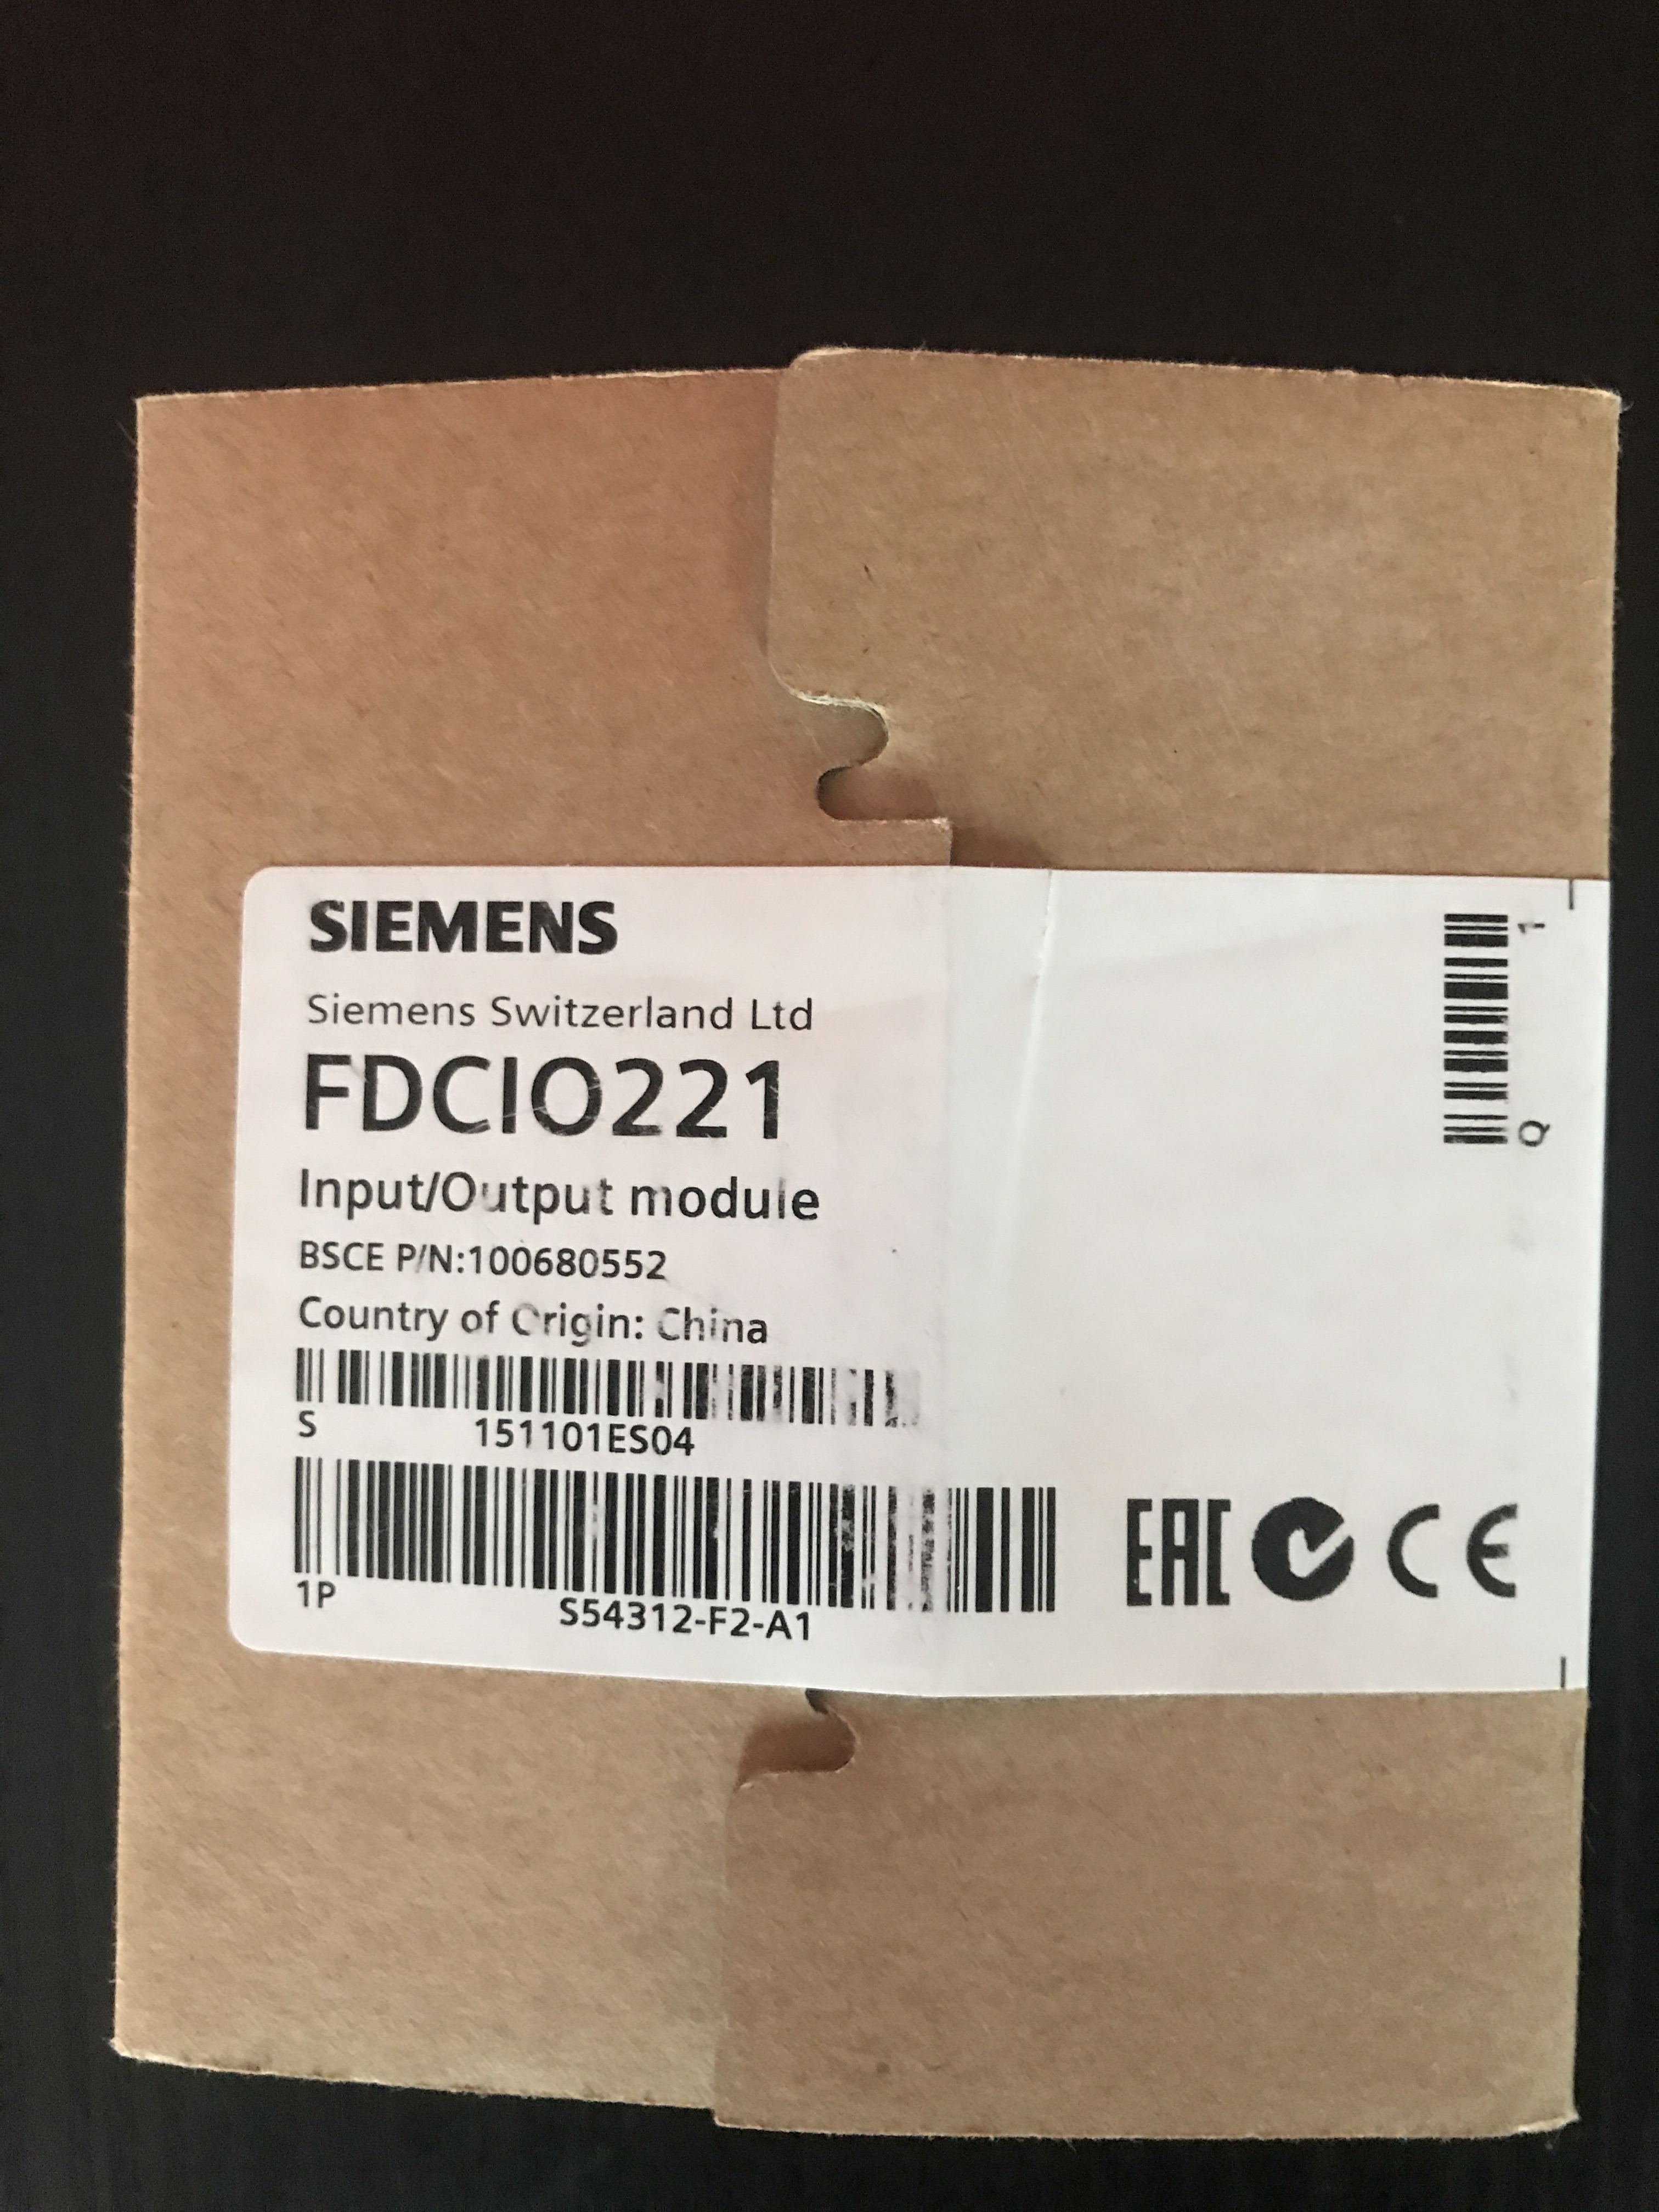 SIEMENS
Siemens Switzerland Ltd
FDCIO221
Input/Output module
BSCE P/N:100680552
Country of Origin: China
S 151101ES04
1P S54312-F2-A1
EAC CE
Q 1